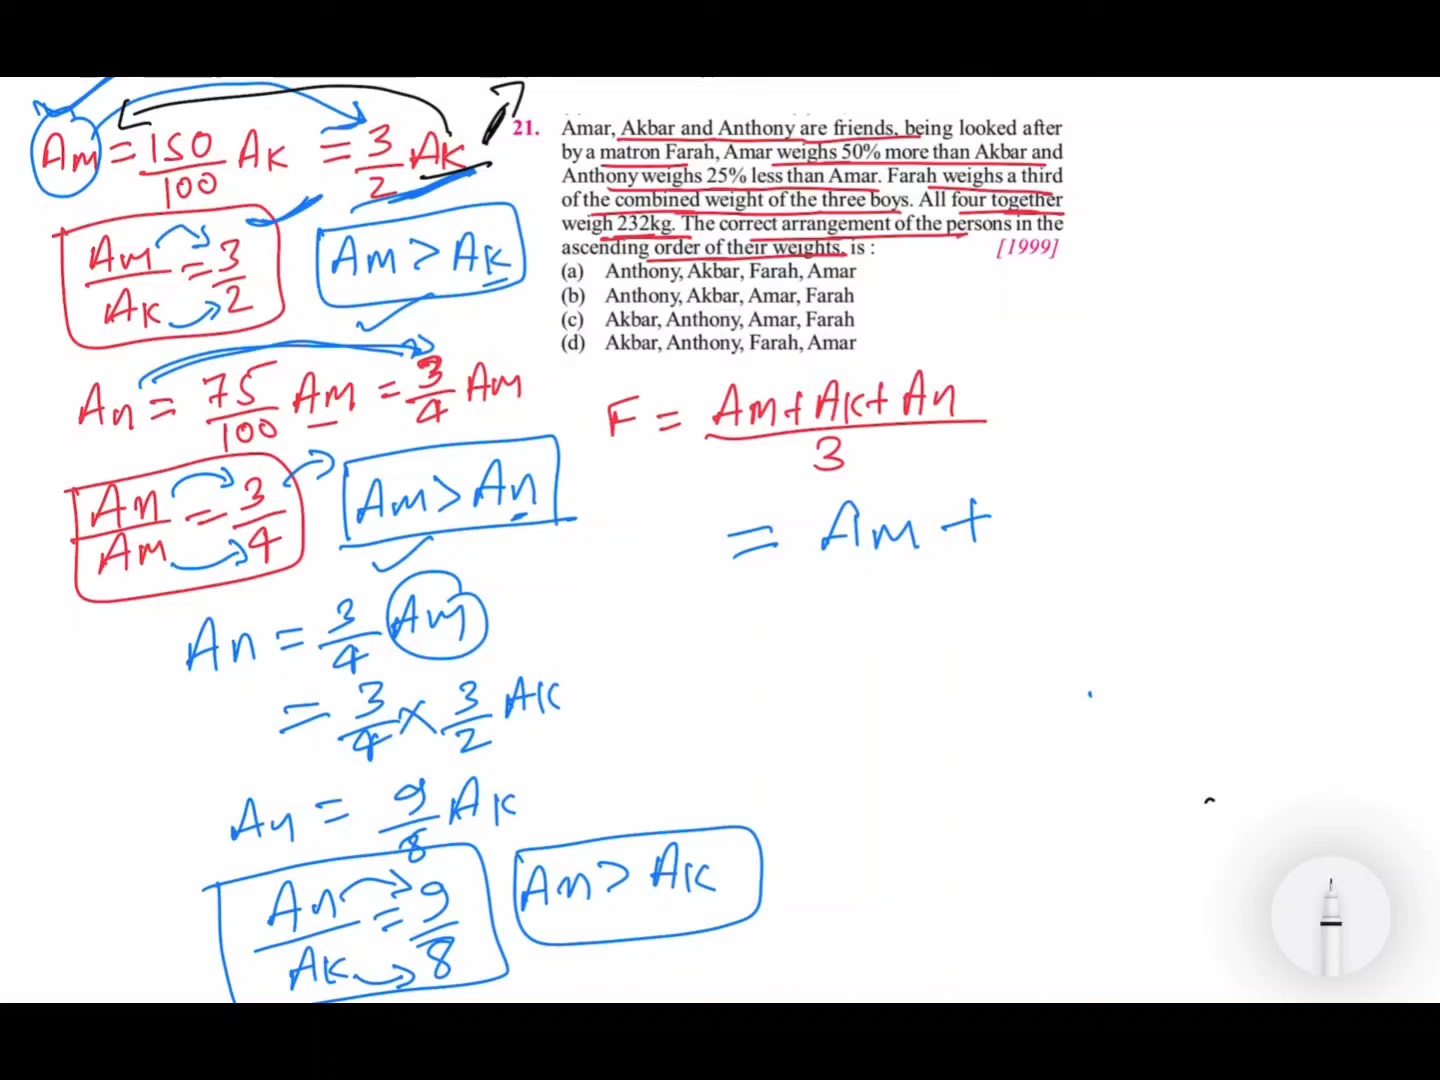 Am = 150/100 Ak = 3/2 Ak
Am/Ak = 3/2
Am > Ak
An = 75/100 Am = 3/4 Am
An/Am = 3/4
Am > An
An = 3/4 Am
= 3/4 × 3/2 Ak
An = 9/8 Ak
An/Ak = 9/8
An > Ak
21. Amar, Akbar and Anthony are friends, being looked after
by a matron Farah, Amar weighs 50% more than Akbar and
Anthony weighs 25% less than Amar. Farah weighs a third
of the combined weight of the three boys. All four together
weigh 232kg. The correct arrangement of the persons in the
ascending order of their weights, is : [1999]
(a) Anthony, Akbar, Farah, Amar
(b) Anthony, Akbar, Amar, Farah
(c) Akbar, Anthony, Amar, Farah
(d) Akbar, Anthony, Farah, Amar
F = Am + Ak + An / 3
= Am +